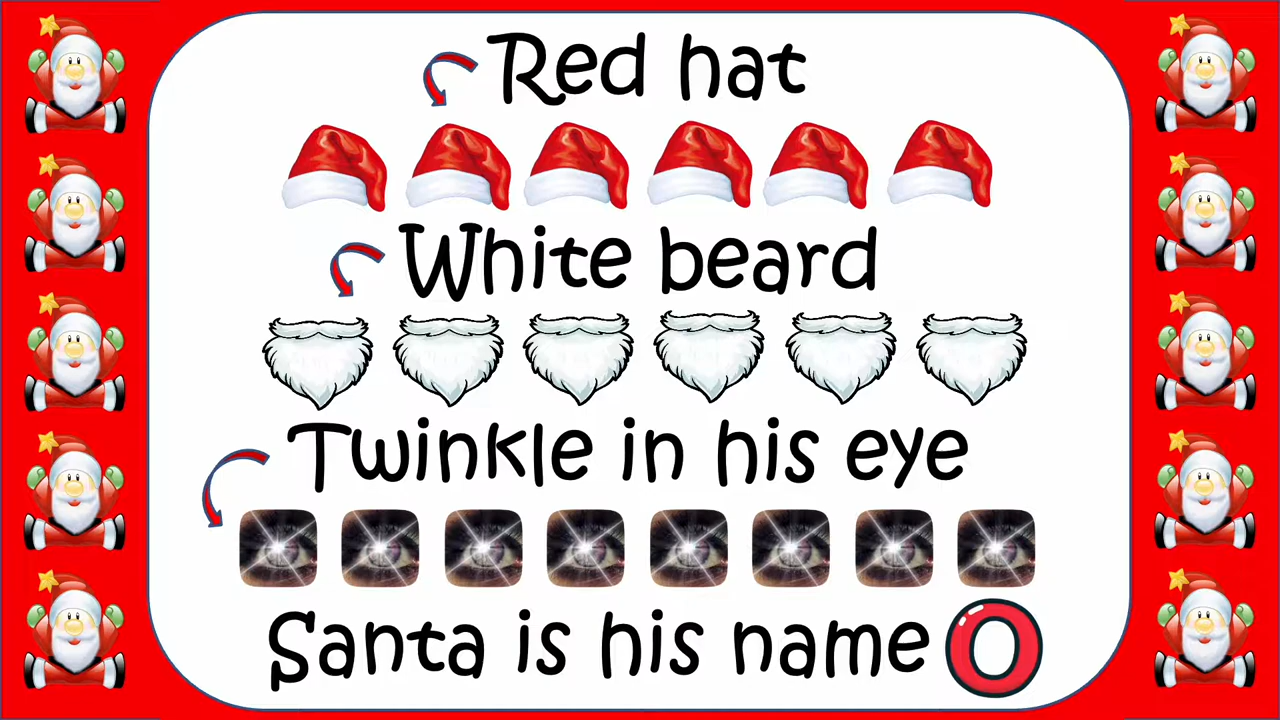 Red hat
White beard
Twinkle in his eye
Santa is his name O